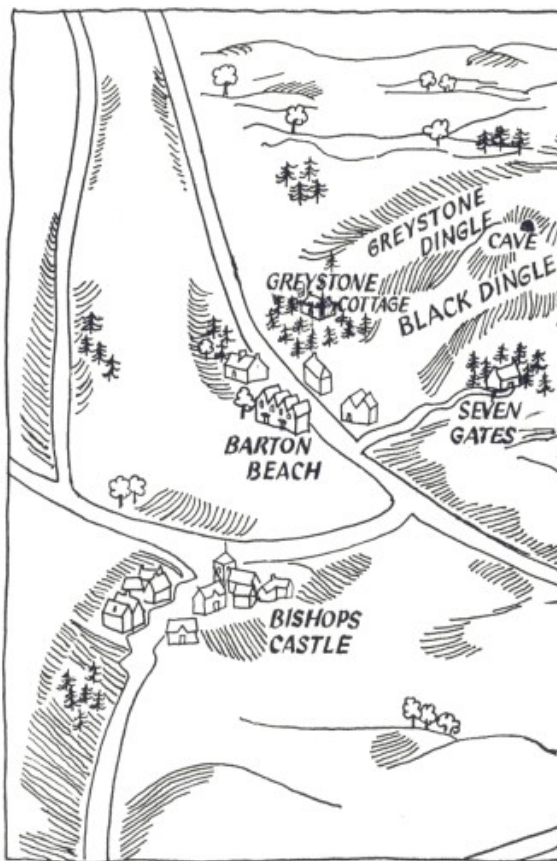 GREYSTONE
DINGLE
CAVE
GREYSTONE
COTTAGE
BLACK DINGLE
SEVEN
GATES
BARTON
BEACH
BISHOPS
CASTLE